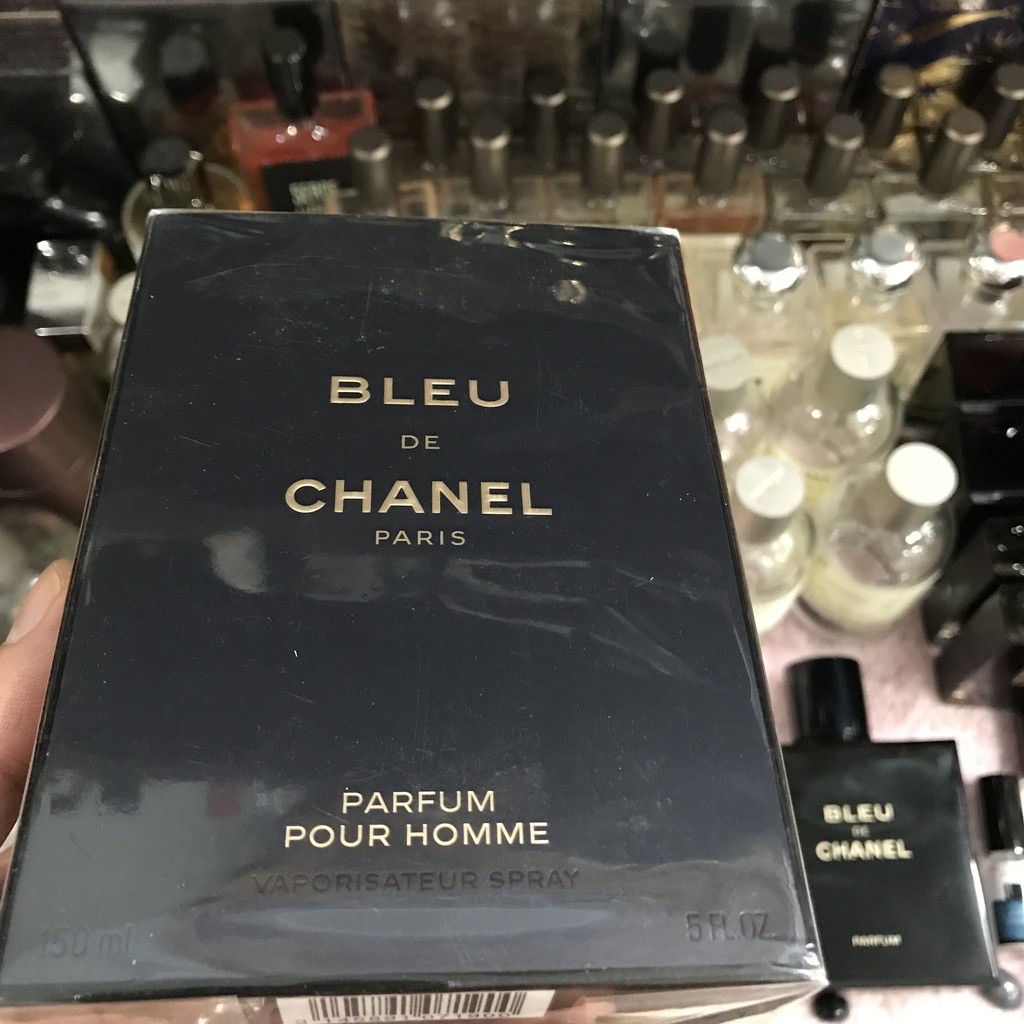 BLEU
DE
CHANEL
PARIS
PARFUM
POUR HOMME
VAPORISATEUR SPRAY
150 ml
5 FL.OZ.
BLEU
DE
CHANEL
PARFUM